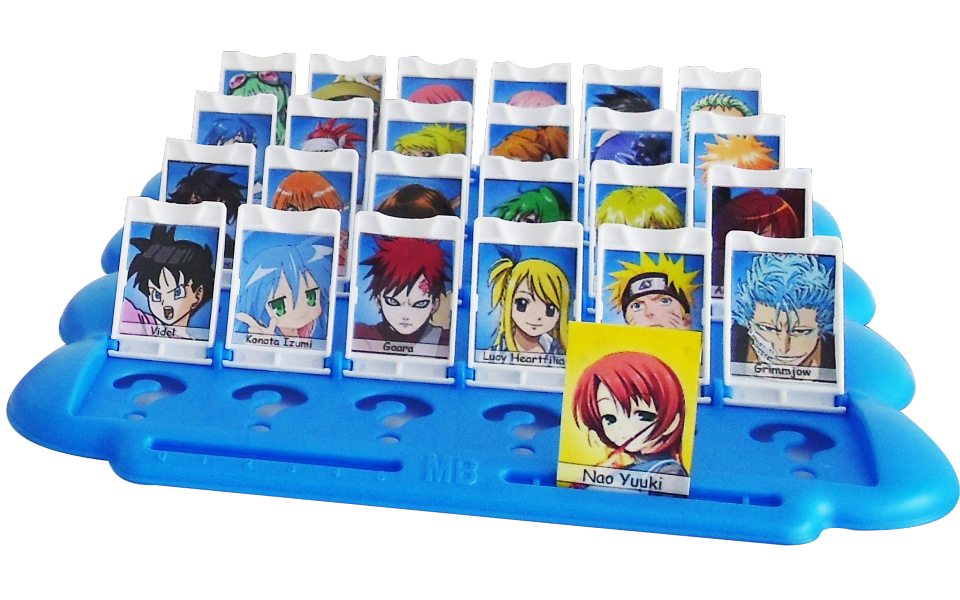 Videl
Konata Izumi
Gaara
Lucy Heartfilia
Grimmjow
Nao Yuuki
MB